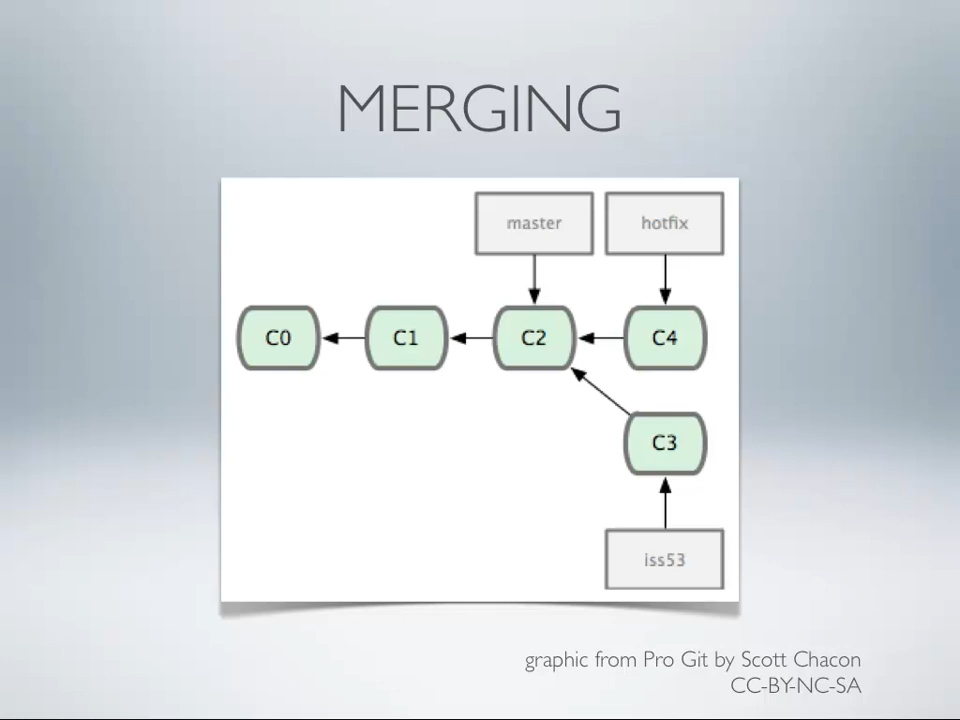 MERGING
master
hotfix
C0
C1
C2
C4
C3
iss53
graphic from Pro Git by Scott Chacon
CC-BY-NC-SA